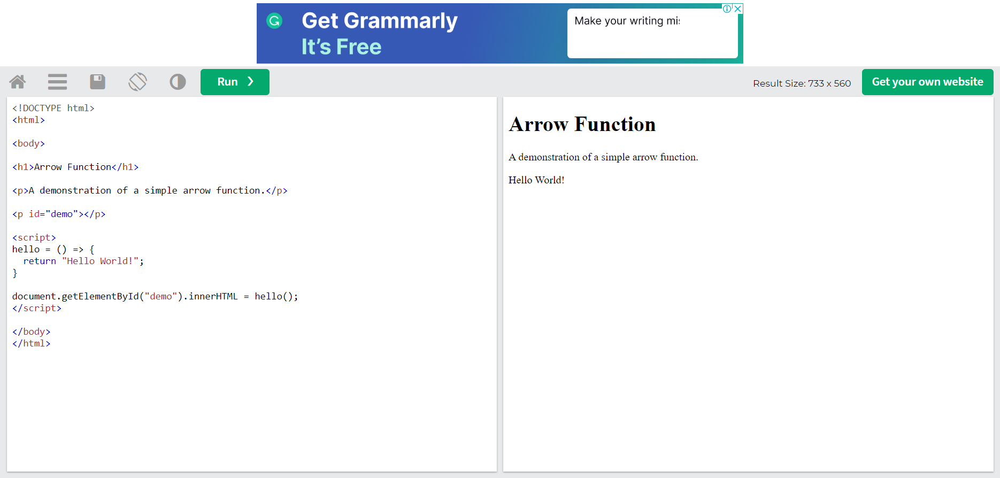 Get Grammarly
It's Free
Make your writing
Run ❯
Result Size: 733 x 560
Get your own website
<!DOCTYPE html>
<html>
<body>
<h1>Arrow Function</h1>
<p>A demonstration of a simple arrow function.</p>
<p id="demo"></p>
<script>
hello = () => {
  return "Hello World!";
}
document.getElementById("demo").innerHTML = hello();
</script>
</body>
</html>
Arrow Function
A demonstration of a simple arrow function.
Hello World!